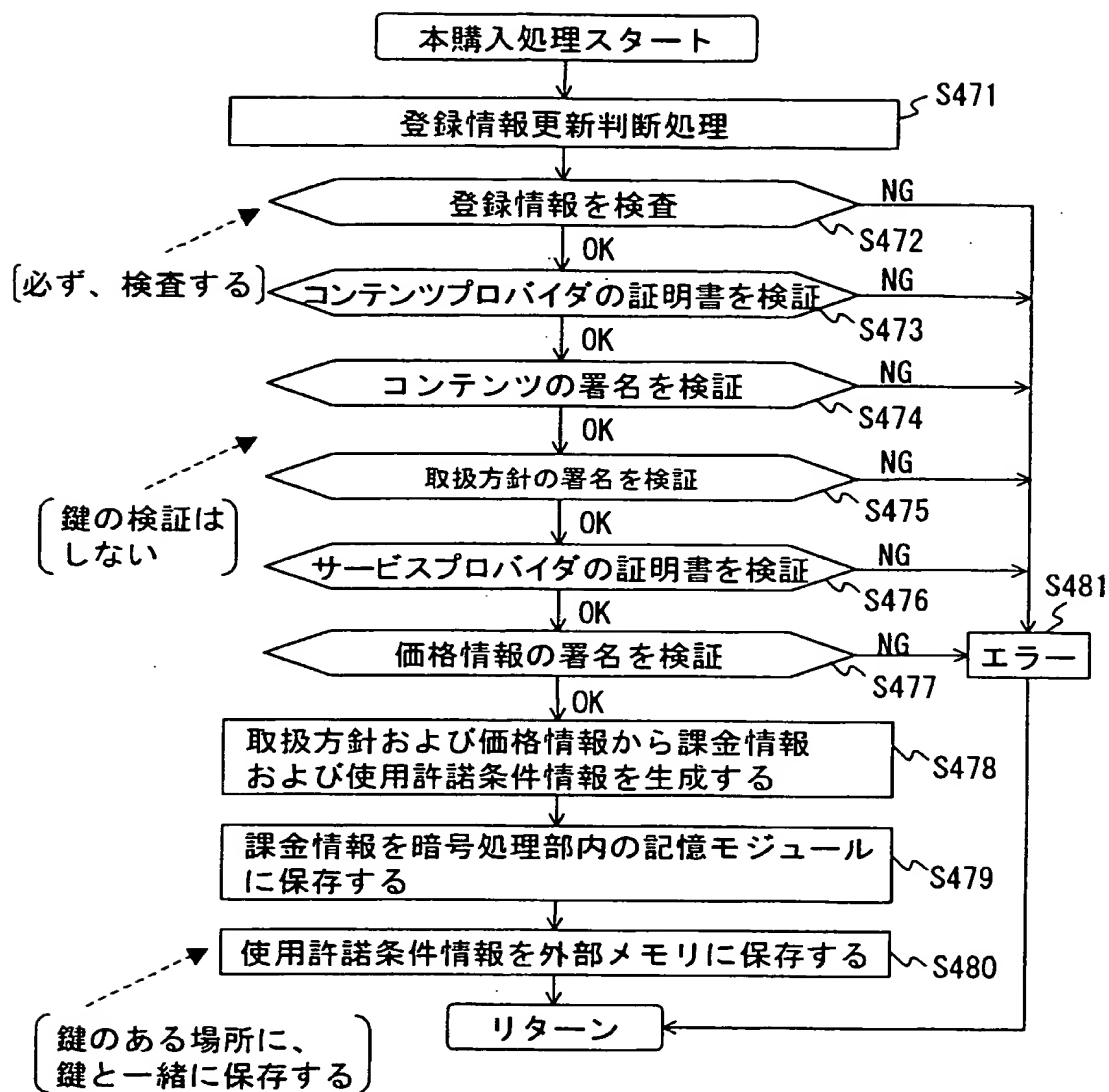 本購入処理スタート
S471
登録情報更新判断処理
NG
登録情報を検査
S472
OK
[必ず、検査する]
NG
コンテンツプロバイダの証明書を検証
S473
OK
NG
コンテンツの署名を検証
S474
OK
NG
取扱方針の署名を検証
S475
鍵の検証は
しない
OK
NG
サービスプロバイダの証明書を検証
S476
OK
S481
価格情報の署名を検証
NG
エラー
S477
OK
取扱方針および価格情報から課金情報
および使用許諾条件情報を生成する
S478
課金情報を暗号処理部内の記憶モジュール
に保存する
S479
使用許諾条件情報を外部メモリに保存する
S480
リターン
鍵のある場所に、
鍵と一緒に保存する